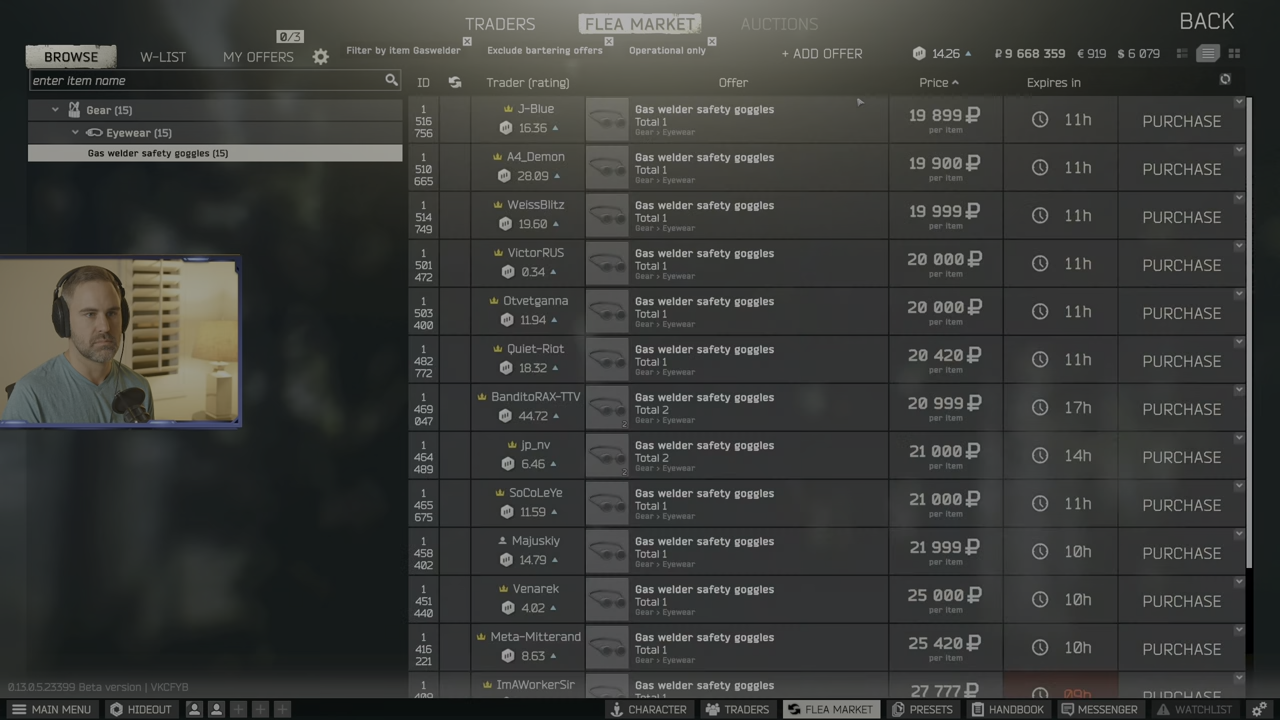 TRADERS
FLEA MARKET
AUCTIONS
BACK
BROWSE
W-LIST
0/3
MY OFFERS
Filter by item Gaswelder
Exclude bartering offers
Operational only
+ ADD OFFER
14.26
₽ 9 668 359
€ 919
$ 6 079
enter item name
ID
Trader (rating)
Offer
Price
Expires in
Gear (15)
Eyewear (15)
Gas welder safety goggles (15)
1
516
756
J-Blue
16.36
Gas welder safety goggles
Total 1
Gear > Eyewear
19 899 ₽
per item
11h
PURCHASE
1
510
665
A4_Demon
28.09
Gas welder safety goggles
Total 1
Gear > Eyewear
19 900 ₽
per item
11h
PURCHASE
1
514
749
WeissBlitz
19.60
Gas welder safety goggles
Total 1
Gear > Eyewear
19 999 ₽
per item
11h
PURCHASE
1
501
472
VictorRUS
0.34
Gas welder safety goggles
Total 1
Gear > Eyewear
20 000 ₽
per item
11h
PURCHASE
1
503
400
Otvetganna
11.94
Gas welder safety goggles
Total 1
Gear > Eyewear
20 000 ₽
per item
11h
PURCHASE
1
482
772
Quiet-Riot
18.32
Gas welder safety goggles
Total 1
Gear > Eyewear
20 420 ₽
per item
11h
PURCHASE
1
469
047
BanditoRAX-TTV
44.72
2
Gas welder safety goggles
Total 2
Gear > Eyewear
20 999 ₽
per item
17h
PURCHASE
1
464
489
jp_nv
6.46
2
Gas welder safety goggles
Total 2
Gear > Eyewear
21 000 ₽
per item
14h
PURCHASE
1
465
675
SoCoLeYe
11.59
Gas welder safety goggles
Total 1
Gear > Eyewear
21 000 ₽
per item
11h
PURCHASE
1
458
402
Majuskiy
14.79
Gas welder safety goggles
Total 1
Gear > Eyewear
21 999 ₽
per item
10h
PURCHASE
1
451
440
Venarek
4.02
Gas welder safety goggles
Total 1
Gear > Eyewear
25 000 ₽
per item
10h
PURCHASE
1
416
221
Meta-Mitterand
8.63
Gas welder safety goggles
Total 1
Gear > Eyewear
25 420 ₽
per item
10h
PURCHASE
1
ImAWorkerSir
Gas welder safety goggles
27 777 ₽
09h
0.13.0.5.23399 Beta version | VKCFYB
MAIN MENU
HIDEOUT
CHARACTER
TRADERS
FLEA MARKET
PRESETS
HANDBOOK
MESSENGER
WATCHLIST